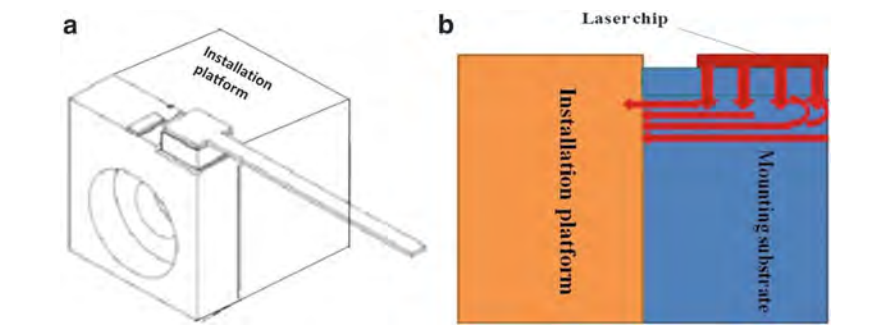 a
Installation
platform
b
Laser chip
Installation platform
Mounting substrate